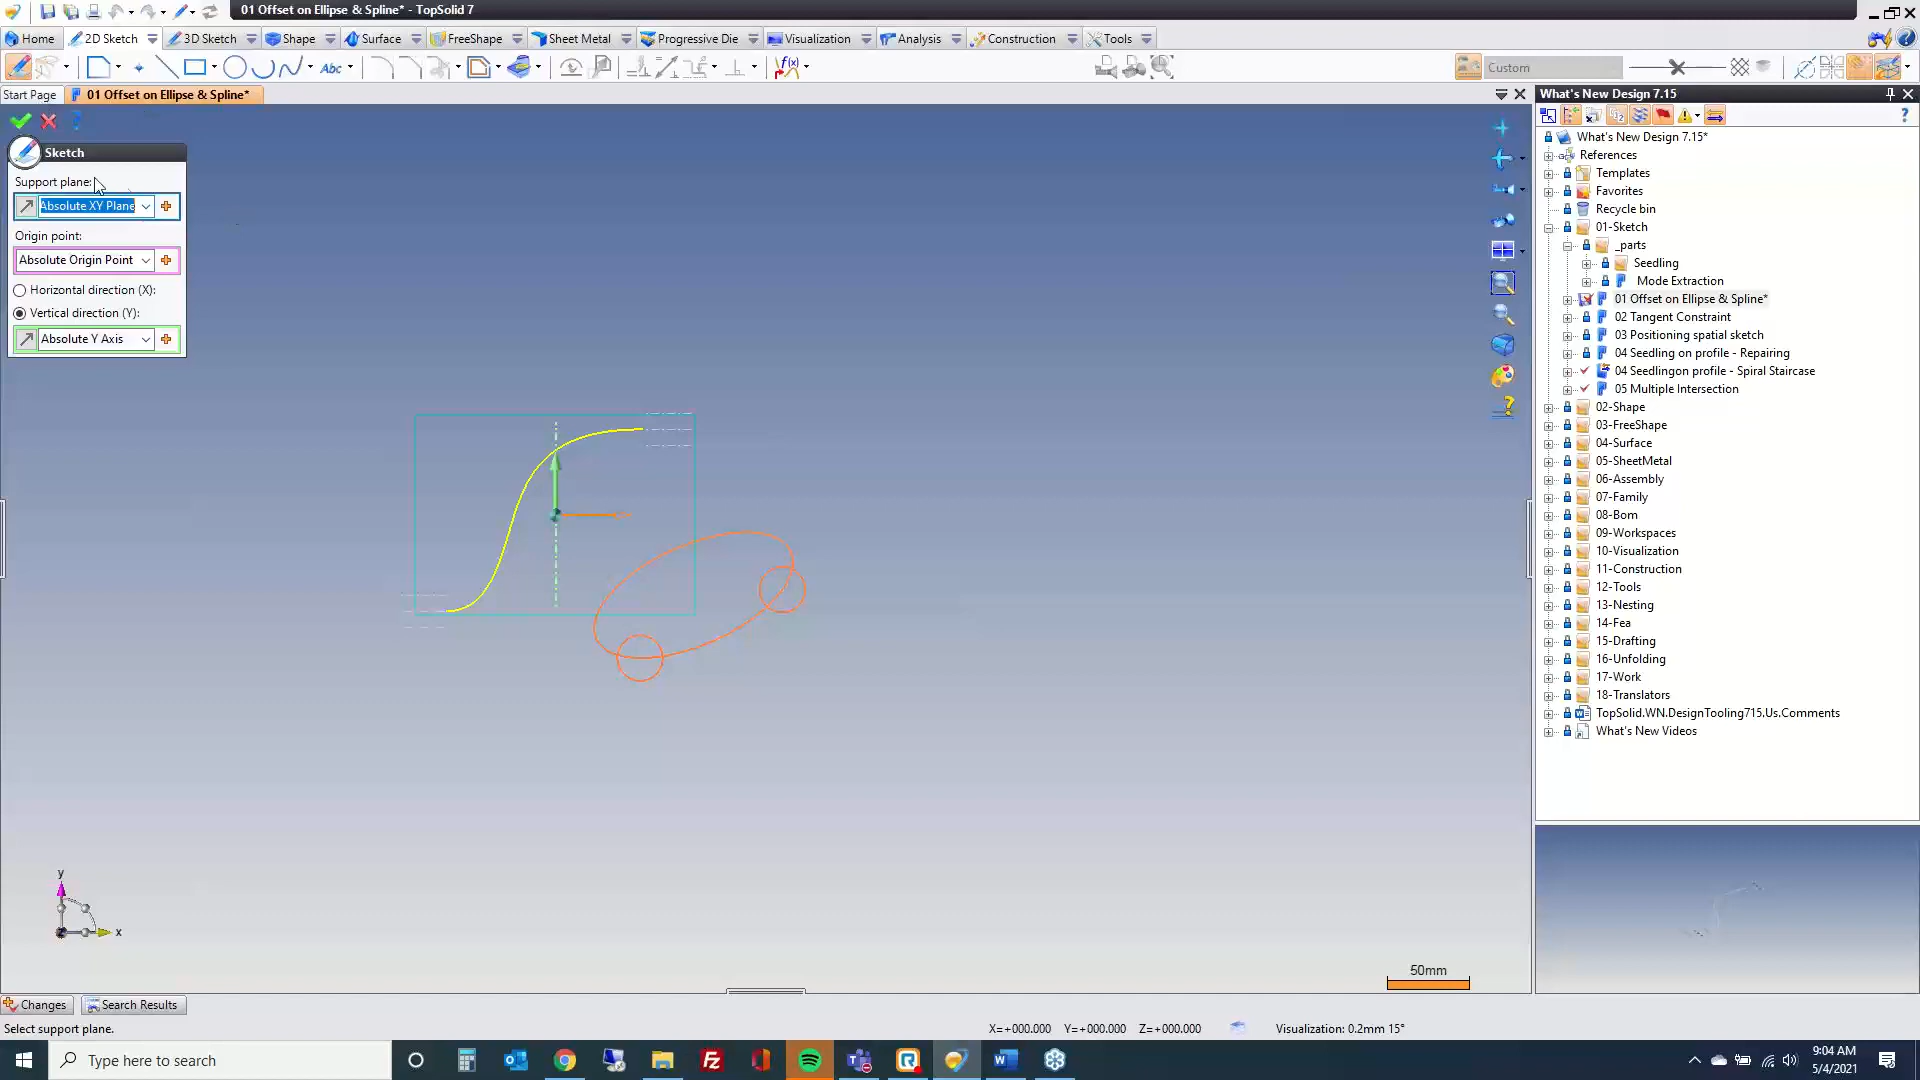 01 Offset on Ellipse & Spline* - TopSolid 7
Home
2D Sketch
3D Sketch
Shape
Surface
FreeShape
Sheet Metal
Progressive Die
Visualization
Analysis
Construction
Tools
Abc
f(x)
Custom
Start Page
01 Offset on Ellipse & Spline*
What's New Design 7.15
Sketch
Support plane:
Absolute XY Plane
Origin point:
Absolute Origin Point
Horizontal direction (X):
Vertical direction (Y):
Absolute Y Axis
What's New Design 7.15*
References
Templates
Favorites
Recycle bin
01-Sketch
_parts
Seedling
Mode Extraction
01 Offset on Ellipse & Spline*
02 Tangent Constraint
03 Positioning spatial sketch
04 Seedling on profile - Repairing
04 Seedlingon profile - Spiral Staircase
05 Multiple Intersection
02-Shape
03-FreeShape
04-Surface
05-SheetMetal
06-Assembly
07-Family
08-Bom
09-Workspaces
10-Visualization
11-Construction
12-Tools
13-Nesting
14-Fea
15-Drafting
16-Unfolding
17-Work
18-Translators
TopSolid.WN.DesignTooling715.Us.Comments
What's New Videos
y
x
50mm
Changes
Search Results
Select support plane.
X=+000.000 Y=+000.000 Z=+000.000
Visualization: 0.2mm 15°
Type here to search
9:04 AM
5/4/2021